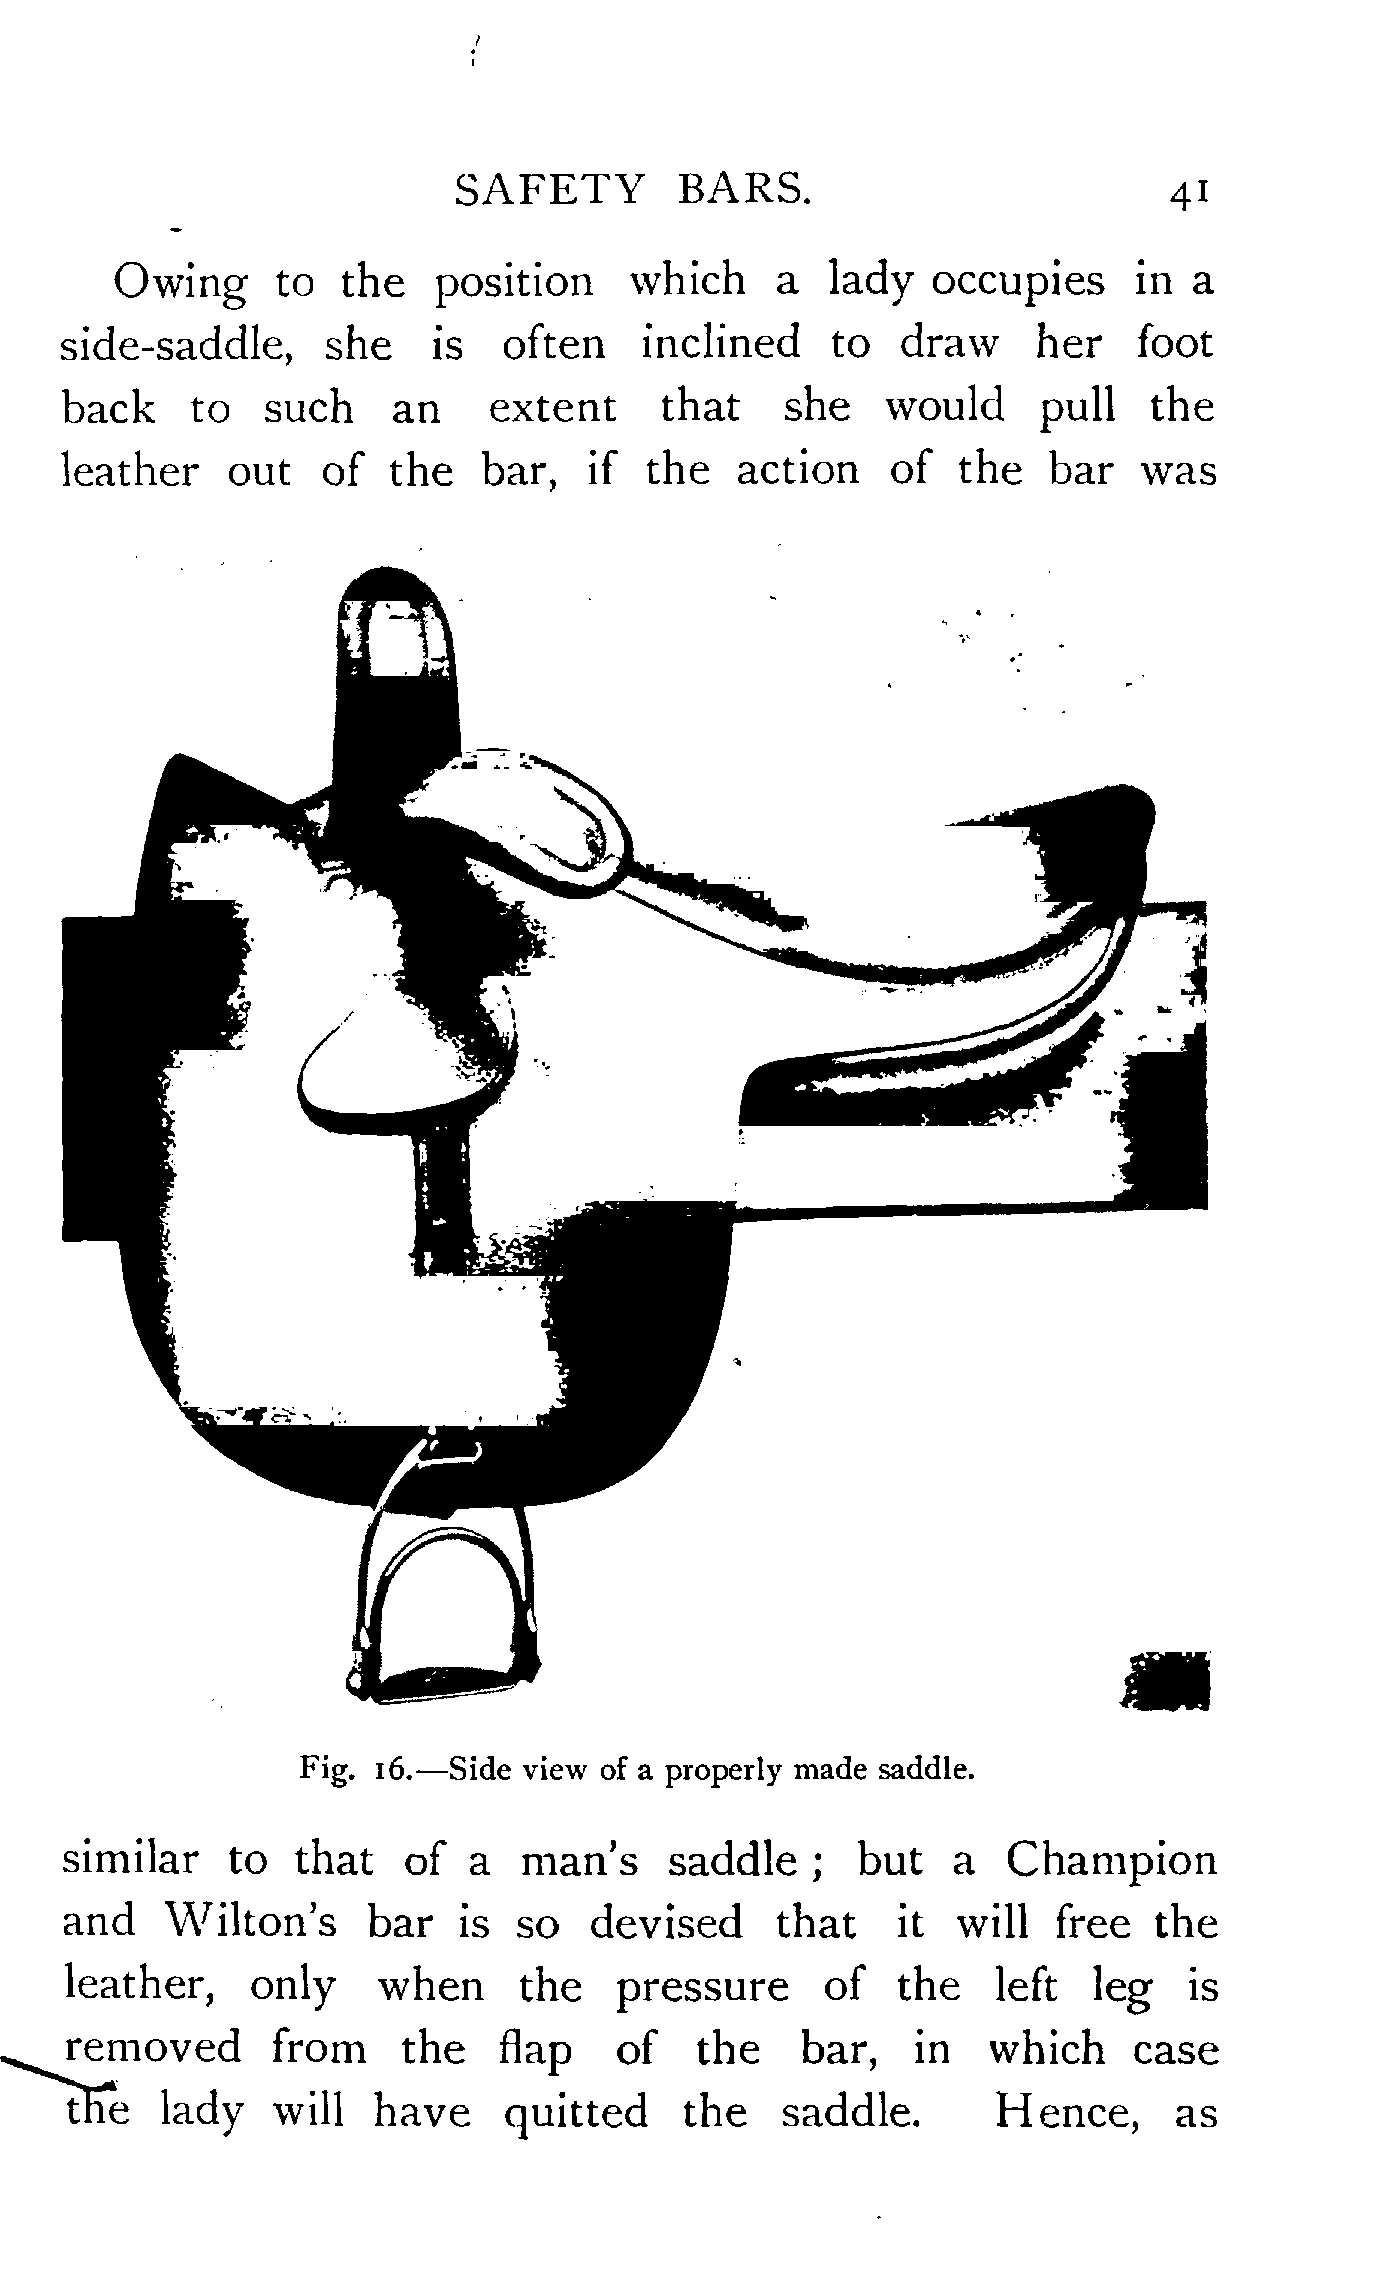 SAFETY BARS. 41
Owing to the position which a lady occupies in a
side-saddle, she is often inclined to draw her foot
back to such an extent that she would pull the
leather out of the bar, if the action of the bar was
Fig. 16.—Side view of a properly made saddle.
similar to that of a man's saddle ; but a Champion
and Wilton's bar is so devised that it will free the
leather, only when the pressure of the left leg is
removed from the flap of the bar, in which case
the lady will have quitted the saddle. Hence, as